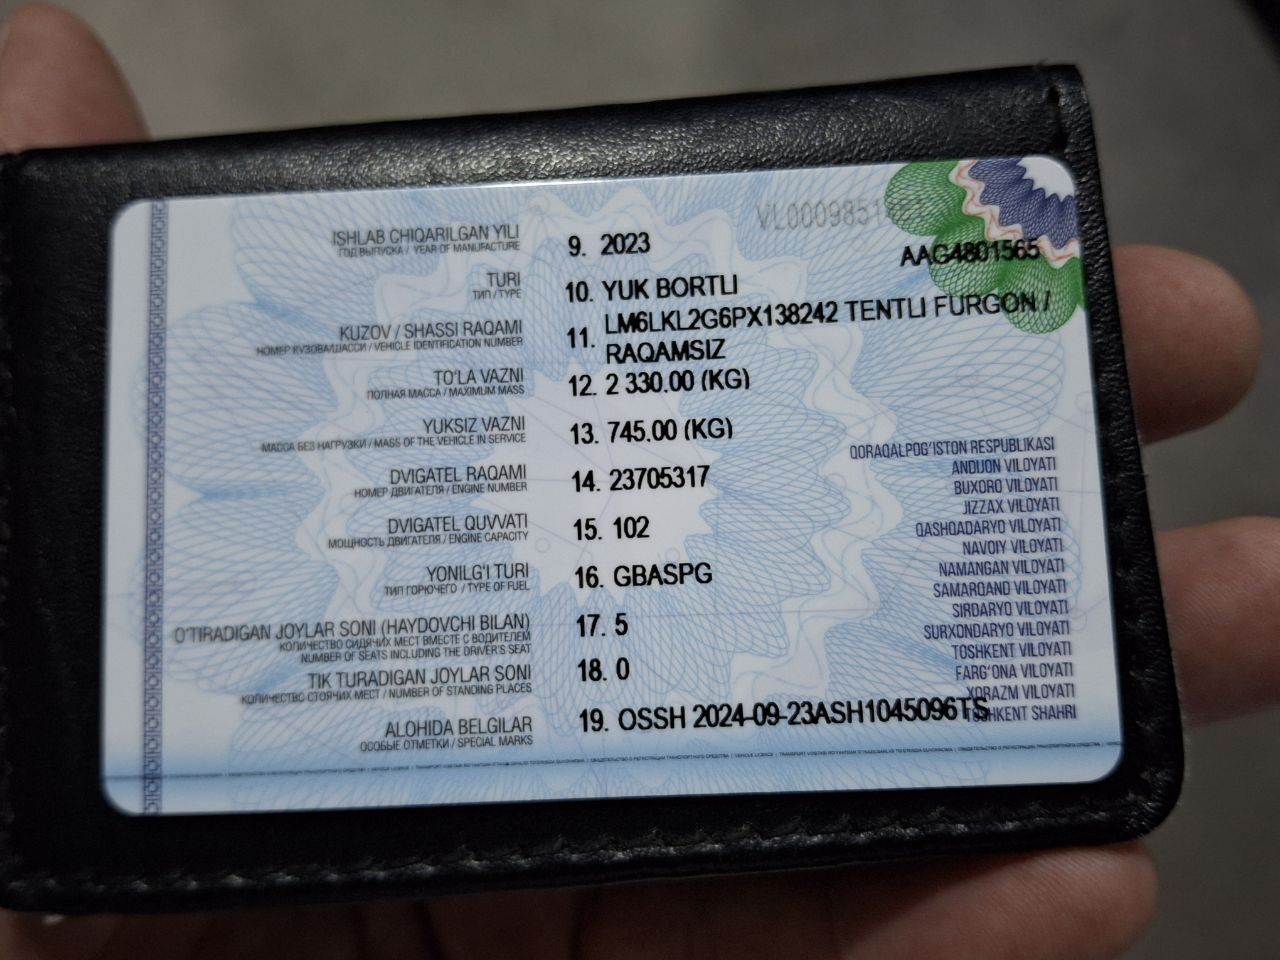 VL0009851421
AAG4801565
ISHLAB CHIQARILGAN YILI
ГОД ВЫПУСКА / YEAR OF MANUFACTURE
9. 2023
TURI
ТИП / TYPE
10. YUK BORTLI
KUZOV / SHASSI RAQAMI
НОМЕР КУЗОВА/ШАССИ / VEHICLE IDENTIFICATION NUMBER
11. LM6LKL2G6PX138242 TENTLI FURGON /
RAQAMSIZ
TO'LA VAZNI
ПОЛНАЯ МАССА / MAXIMUM MASS
12. 2 330.00 (KG)
YUKSIZ VAZNI
МАССА БЕЗ НАГРУЗКИ / MASS OF THE VEHICLE IN SERVICE
13. 745.00 (KG)
DVIGATEL RAQAMI
НОМЕР ДВИГАТЕЛЯ / ENGINE NUMBER
14. 23705317
DVIGATEL QUVVATI
МОЩНОСТЬ ДВИГАТЕЛЯ / ENGINE CAPACITY
15. 102
YONILG'I TURI
ТИП ГОРЮЧЕГО / TYPE OF FUEL
16. GBASPG
O'TIRADIGAN JOYLAR SONI (HAYDOVCHI BILAN)
КОЛИЧЕСТВО СИДЯЧИХ МЕСТ ВМЕСТЕ С ВОДИТЕЛЕМ
NUMBER OF SEATS INCLUDING THE DRIVER'S SEAT
17. 5
TIK TURADIGAN JOYLAR SONI
КОЛИЧЕСТВО СТОЯЧИХ МЕСТ / NUMBER OF STANDING PLACES
18. 0
ALOHIDA BELGILAR
ОСОБЫЕ ОТМЕТКИ / SPECIAL MARKS
19. OSSH 2024-09-23ASH1045096TS
QORAQALPOG'ISTON RESPUBLIKASI
ANDIJON VILOYATI
BUXORO VILOYATI
JIZZAX VILOYATI
QASHQADARYO VILOYATI
NAVOIY VILOYATI
NAMANGAN VILOYATI
SAMARQAND VILOYATI
SIRDARYO VILOYATI
SURXONDARYO VILOYATI
TOSHKENT VILOYATI
FARG'ONA VILOYATI
XORAZM VILOYATI
TOSHKENT SHAHRI